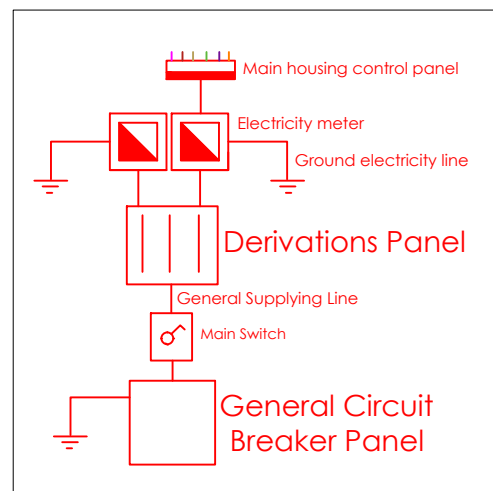 Main housing control panel
Electricity meter
Ground electricity line
Derivations Panel
General Supplying Line
Main Switch
General Circuit
Breaker Panel